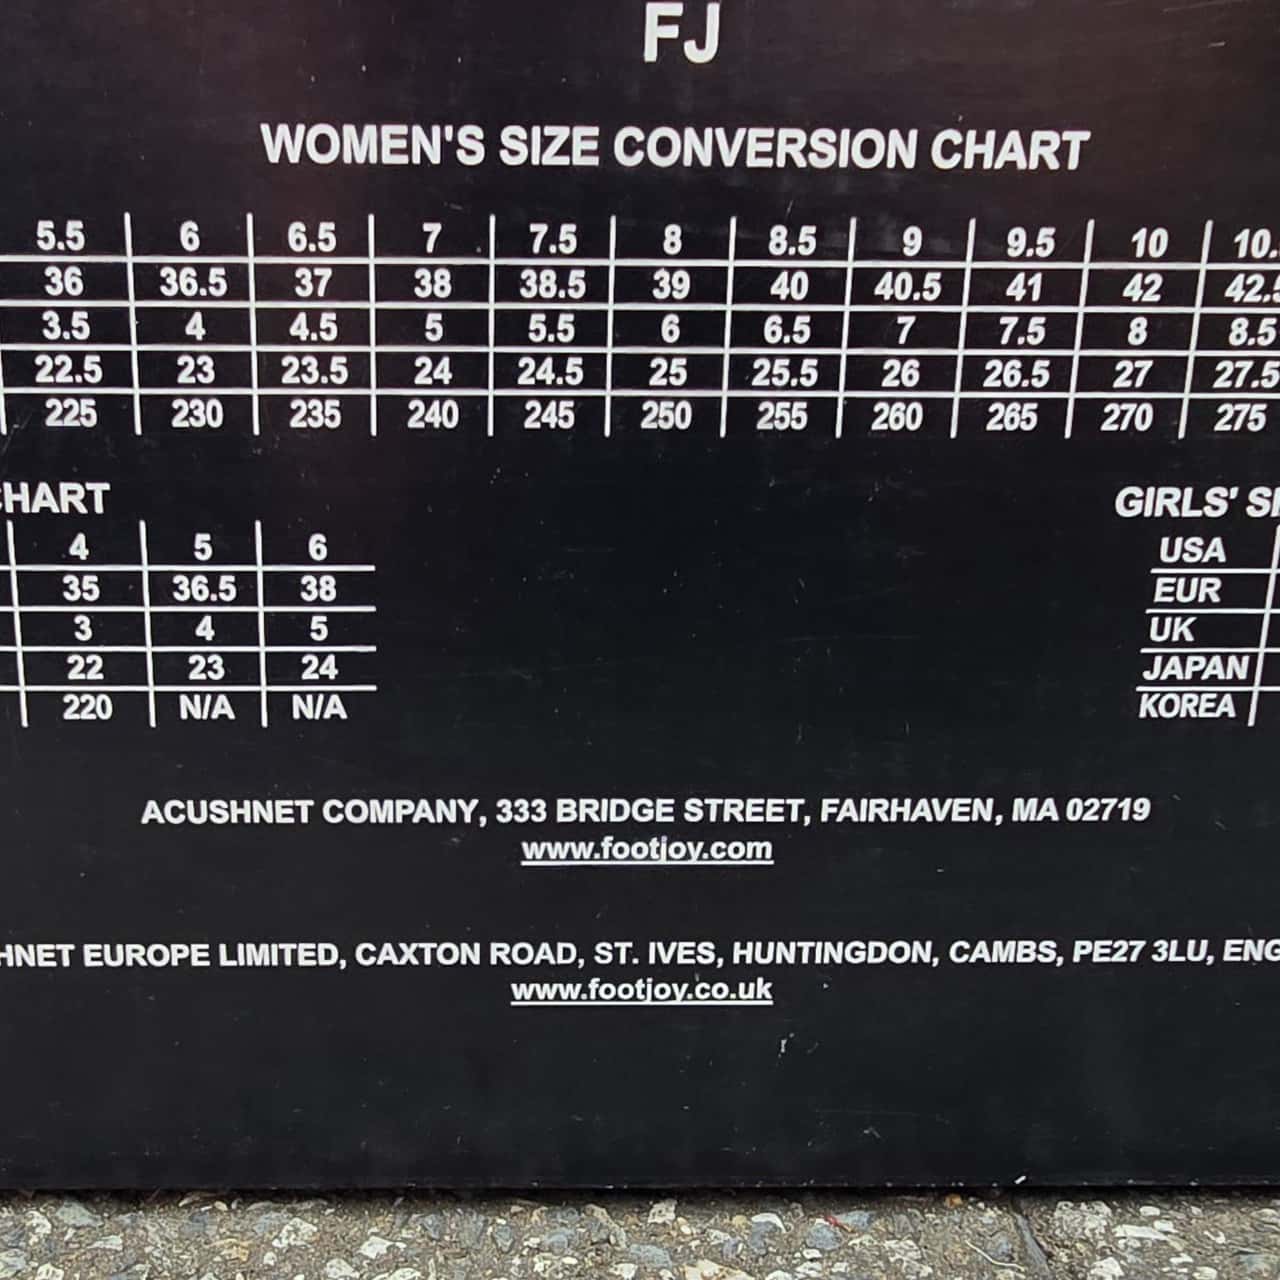 FJ
WOMEN'S SIZE CONVERSION CHART
5.5 6 6.5 7 7.5 8 8.5 9 9.5 10 10.
36 36.5 37 38 38.5 39 40 40.5 41 42 42.5
3.5 4 4.5 5 5.5 6 6.5 7 7.5 8 8.5
22.5 23 23.5 24 24.5 25 25.5 26 26.5 27 27.5
225 230 235 240 245 250 255 260 265 270 275
CHART
4 5 6
35 36.5 38
3 4 5
22 23 24
220 N/A N/A
GIRLS'
USA
EUR
UK
JAPAN
KOREA
ACUSHNET COMPANY, 333 BRIDGE STREET, FAIRHAVEN, MA 02719
www.footjoy.com
HNET EUROPE LIMITED, CAXTON ROAD, ST. IVES, HUNTINGDON, CAMBS, PE27 3LU, ENG
www.footjoy.co.uk